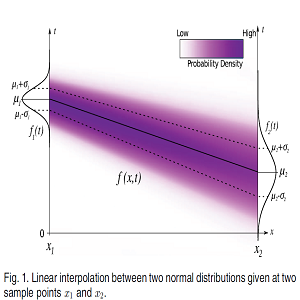 t
Low
High
t
Probability Density
μ₁+σ₁
μ₁
μ₁-σ₁
f₁(t)
f₂(t)
μ₂+σ₂
μ₂
μ₂-σ₂
f(x,t)
0
x₁
x₂
Fig. 1. Linear interpolation between two normal distributions given at two
sample points x₁ and x₂.